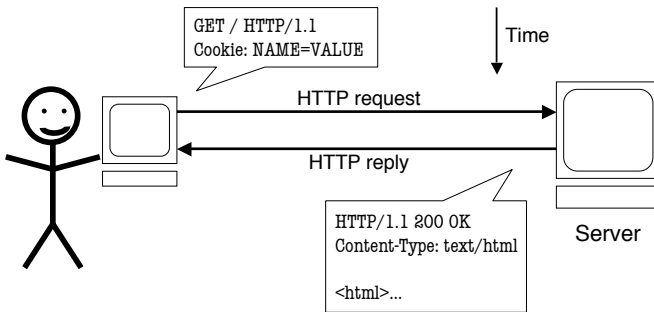 GET / HTTP/1.1
Cookie: NAME=VALUE
Time
HTTP request
HTTP reply
HTTP/1.1 200 OK
Content-Type: text/html
<html>...
Server